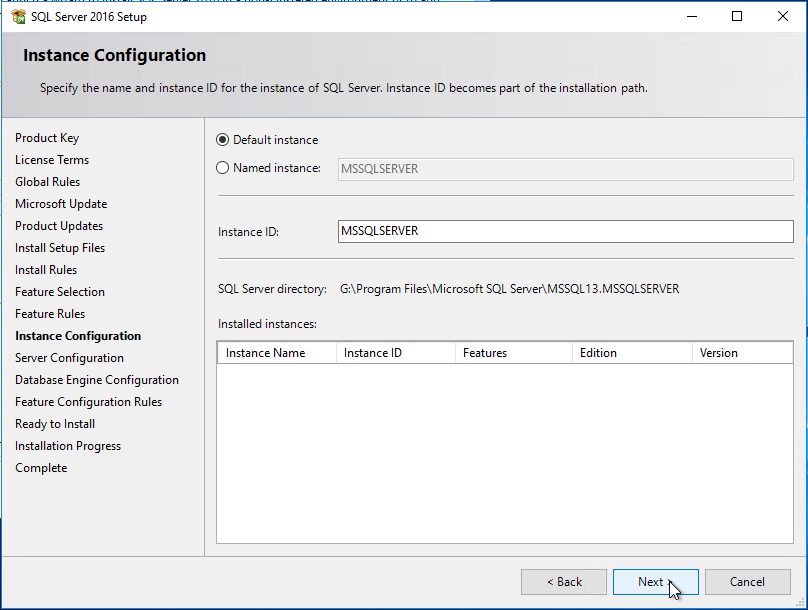 SQL Server 2016 Setup
Instance Configuration
Specify the name and instance ID for the instance of SQL Server. Instance ID becomes part of the installation path.
Product Key
License Terms
Global Rules
Microsoft Update
Product Updates
Install Setup Files
Install Rules
Feature Selection
Feature Rules
Instance Configuration
Server Configuration
Database Engine Configuration
Feature Configuration Rules
Ready to Install
Installation Progress
Complete
Default instance
Named instance: MSSQLSERVER
Instance ID: MSSQLSERVER
SQL Server directory: G:\Program Files\Microsoft SQL Server\MSSQL13.MSSQLSERVER
Installed instances:
Instance Name Instance ID Features Edition Version
< Back Next > Cancel